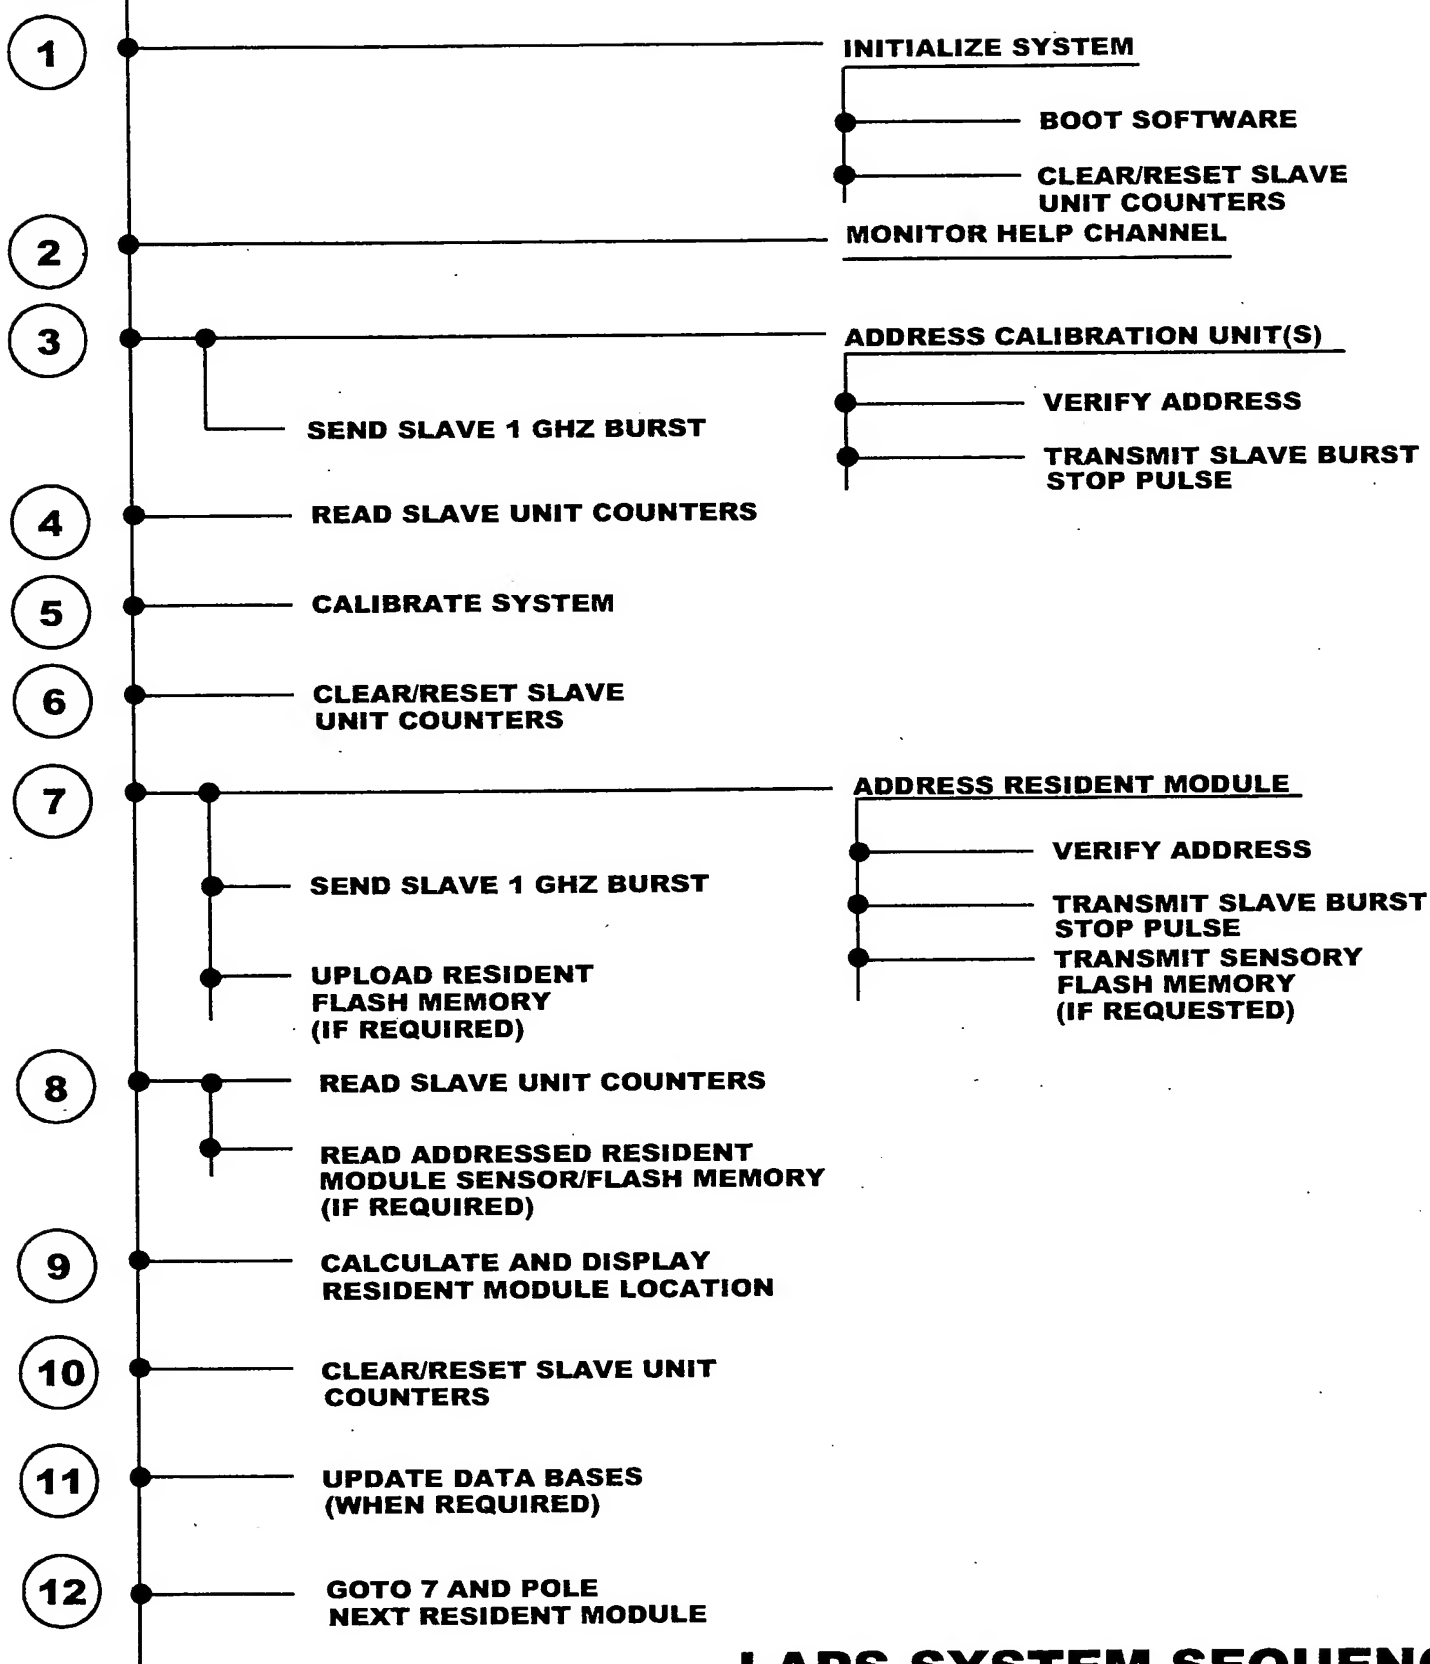 1
INITIALIZE SYSTEM
BOOT SOFTWARE
CLEAR/RESET SLAVE
UNIT COUNTERS
2
MONITOR HELP CHANNEL
3
ADDRESS CALIBRATION UNIT(S)
VERIFY ADDRESS
SEND SLAVE 1 GHZ BURST
TRANSMIT SLAVE BURST
STOP PULSE
4
READ SLAVE UNIT COUNTERS
5
CALIBRATE SYSTEM
6
CLEAR/RESET SLAVE
UNIT COUNTERS
7
ADDRESS RESIDENT MODULE
VERIFY ADDRESS
SEND SLAVE 1 GHZ BURST
TRANSMIT SLAVE BURST
STOP PULSE
TRANSMIT SENSORY
FLASH MEMORY
(IF REQUESTED)
UPLOAD RESIDENT
FLASH MEMORY
(IF REQUIRED)
8
READ SLAVE UNIT COUNTERS
READ ADDRESSED RESIDENT
MODULE SENSOR/FLASH MEMORY
(IF REQUIRED)
9
CALCULATE AND DISPLAY
RESIDENT MODULE LOCATION
10
CLEAR/RESET SLAVE UNIT
COUNTERS
11
UPDATE DATA BASES
(WHEN REQUIRED)
12
GOTO 7 AND POLE
NEXT RESIDENT MODULE
SYSTEM